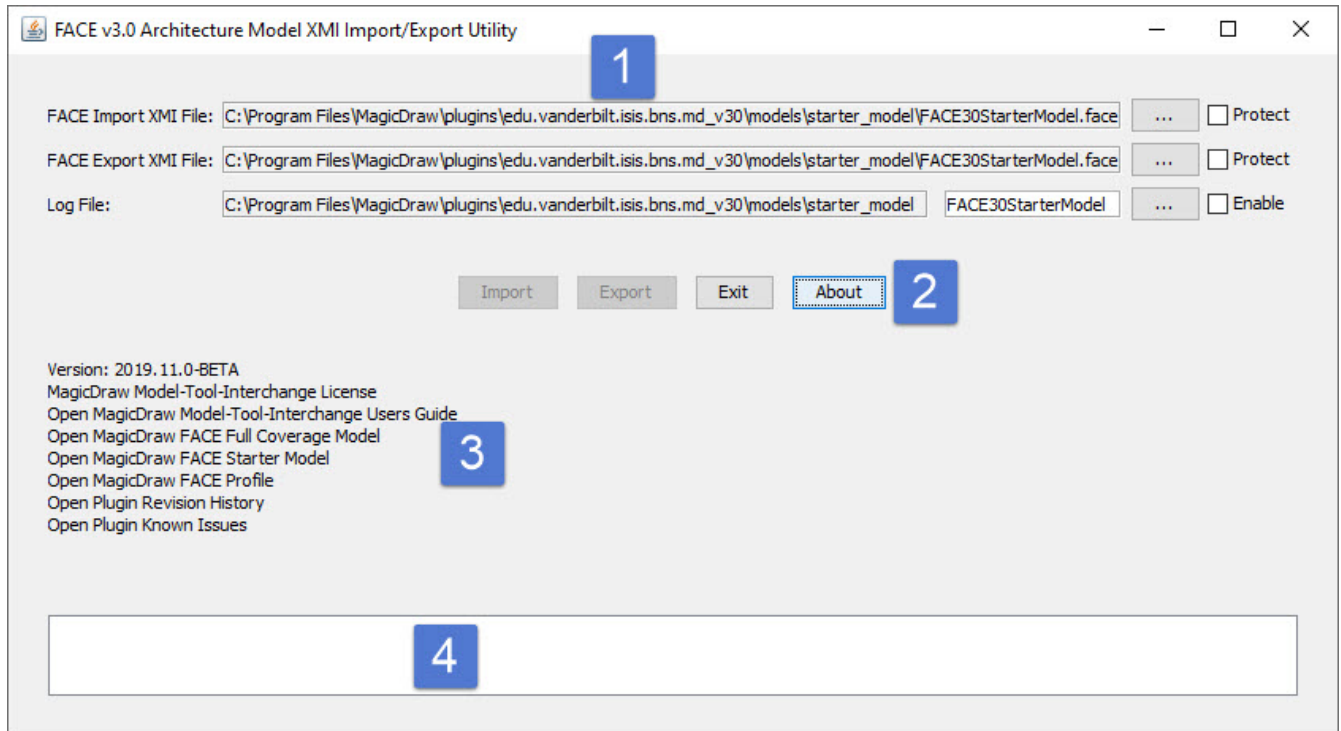 FACE v3.0 Architecture Model XMI Import/Export Utility
1
FACE Import XMI File: C:\Program Files\MagicDraw\plugins\edu.vanderbilt.isis.bns.md_v30\models\starter_model\FACE30StarterModel.face ... Protect
FACE Export XMI File: C:\Program Files\MagicDraw\plugins\edu.vanderbilt.isis.bns.md_v30\models\starter_model\FACE30StarterModel.face ... Protect
Log File: C:\Program Files\MagicDraw\plugins\edu.vanderbilt.isis.bns.md_v30\models\starter_model FACE30StarterModel ... Enable
Import Export Exit About 2
Version: 2019.11.0-BETA
MagicDraw Model-Tool-Interchange License
Open MagicDraw Model-Tool-Interchange Users Guide
Open MagicDraw FACE Full Coverage Model
3
Open MagicDraw FACE Starter Model
Open MagicDraw FACE Profile
Open Plugin Revision History
Open Plugin Known Issues
4